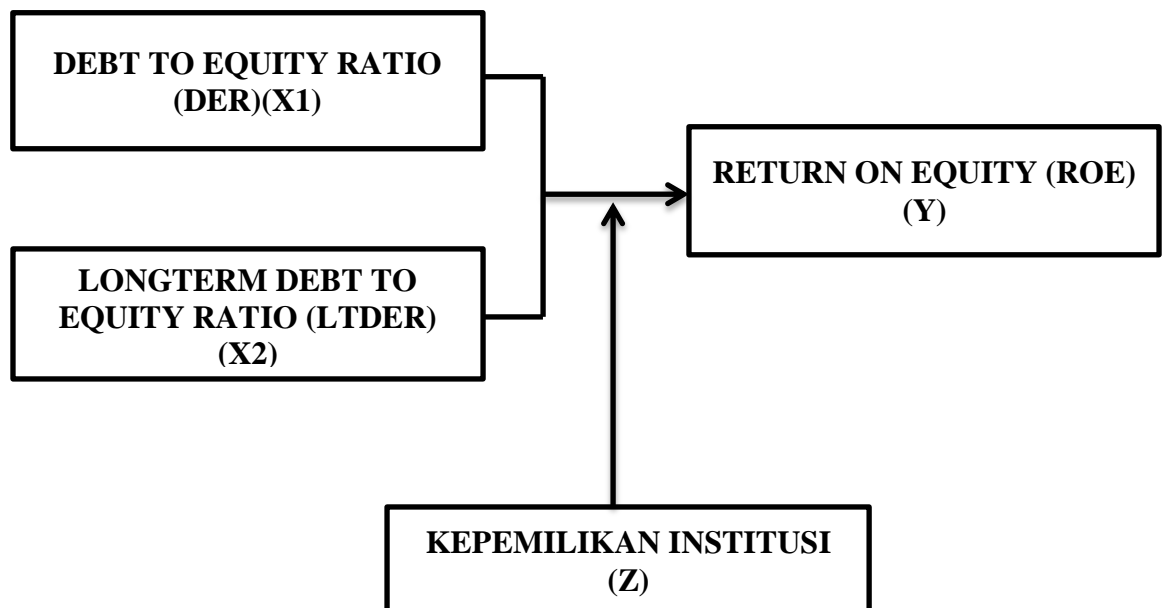 DEBT TO EQUITY RATIO
(DER)(X1)
RETURN ON EQUITY (ROE)
(Y)
LONGTERM DEBT TO
EQUITY RATIO (LTDER)
(X2)
KEPEMILIKAN INSTITUSI
(Z)